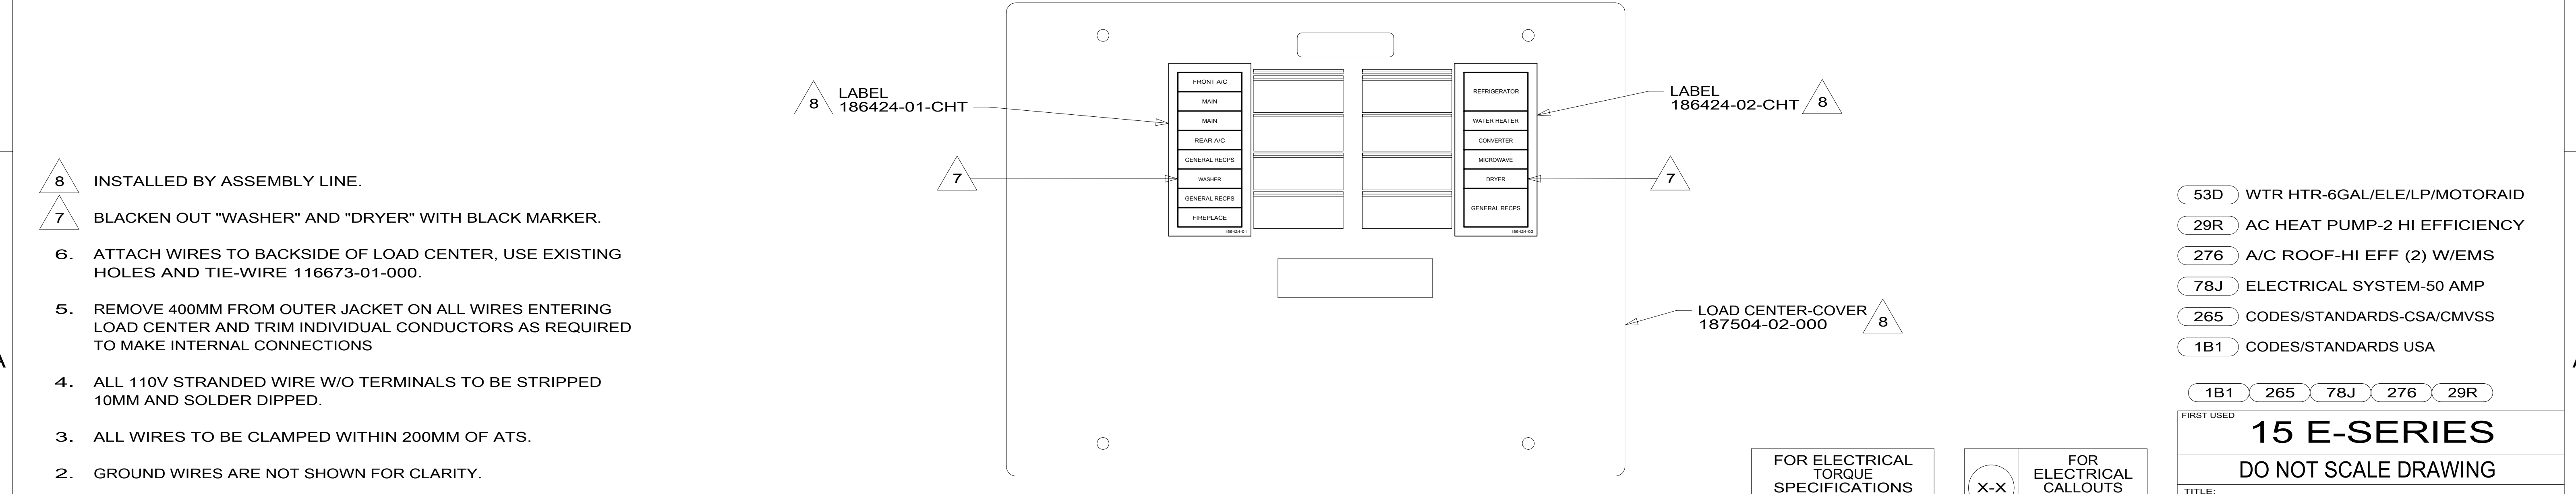 8 INSTALLED BY ASSEMBLY LINE.
7 BLACKEN OUT "WASHER" AND "DRYER" WITH BLACK MARKER.
6. ATTACH WIRES TO BACKSIDE OF LOAD CENTER, USE EXISTING
HOLES AND TIE-WIRE 116673-01-000.
5. REMOVE 400MM FROM OUTER JACKET ON ALL WIRES ENTERING
LOAD CENTER AND TRIM INDIVIDUAL CONDUCTORS AS REQUIRED
TO MAKE INTERNAL CONNECTIONS
4. ALL 110V STRANDED WIRE W/O TERMINALS TO BE STRIPPED
10MM AND SOLDER DIPPED.
3. ALL WIRES TO BE CLAMPED WITHIN 200MM OF ATS.
2. GROUND WIRES ARE NOT SHOWN FOR CLARITY.
8 LABEL
186424-01-CHT
7
FRONT A/C
MAIN
MAIN
REAR A/C
GENERAL RECPS
WASHER
GENERAL RECPS
FIREPLACE
186424-01
REFRIGERATOR
WATER HEATER
CONVERTER
MICROWAVE
DRYER
GENERAL RECPS
186424-02
LABEL
186424-02-CHT 8
7
LOAD CENTER-COVER
187504-02-000 8
FOR ELECTRICAL
TORQUE
SPECIFICATIONS
X-X
FOR
ELECTRICAL
CALLOUTS
53D WTR HTR-6GAL/ELE/LP/MOTORAID
29R AC HEAT PUMP-2 HI EFFICIENCY
276 A/C ROOF-HI EFF (2) W/EMS
78J ELECTRICAL SYSTEM-50 AMP
265 CODES/STANDARDS-CSA/CMVSS
1B1 CODES/STANDARDS USA
1B1 265 78J 276 29R
FIRST USED
15 E-SERIES
DO NOT SCALE DRAWING
TITLE: